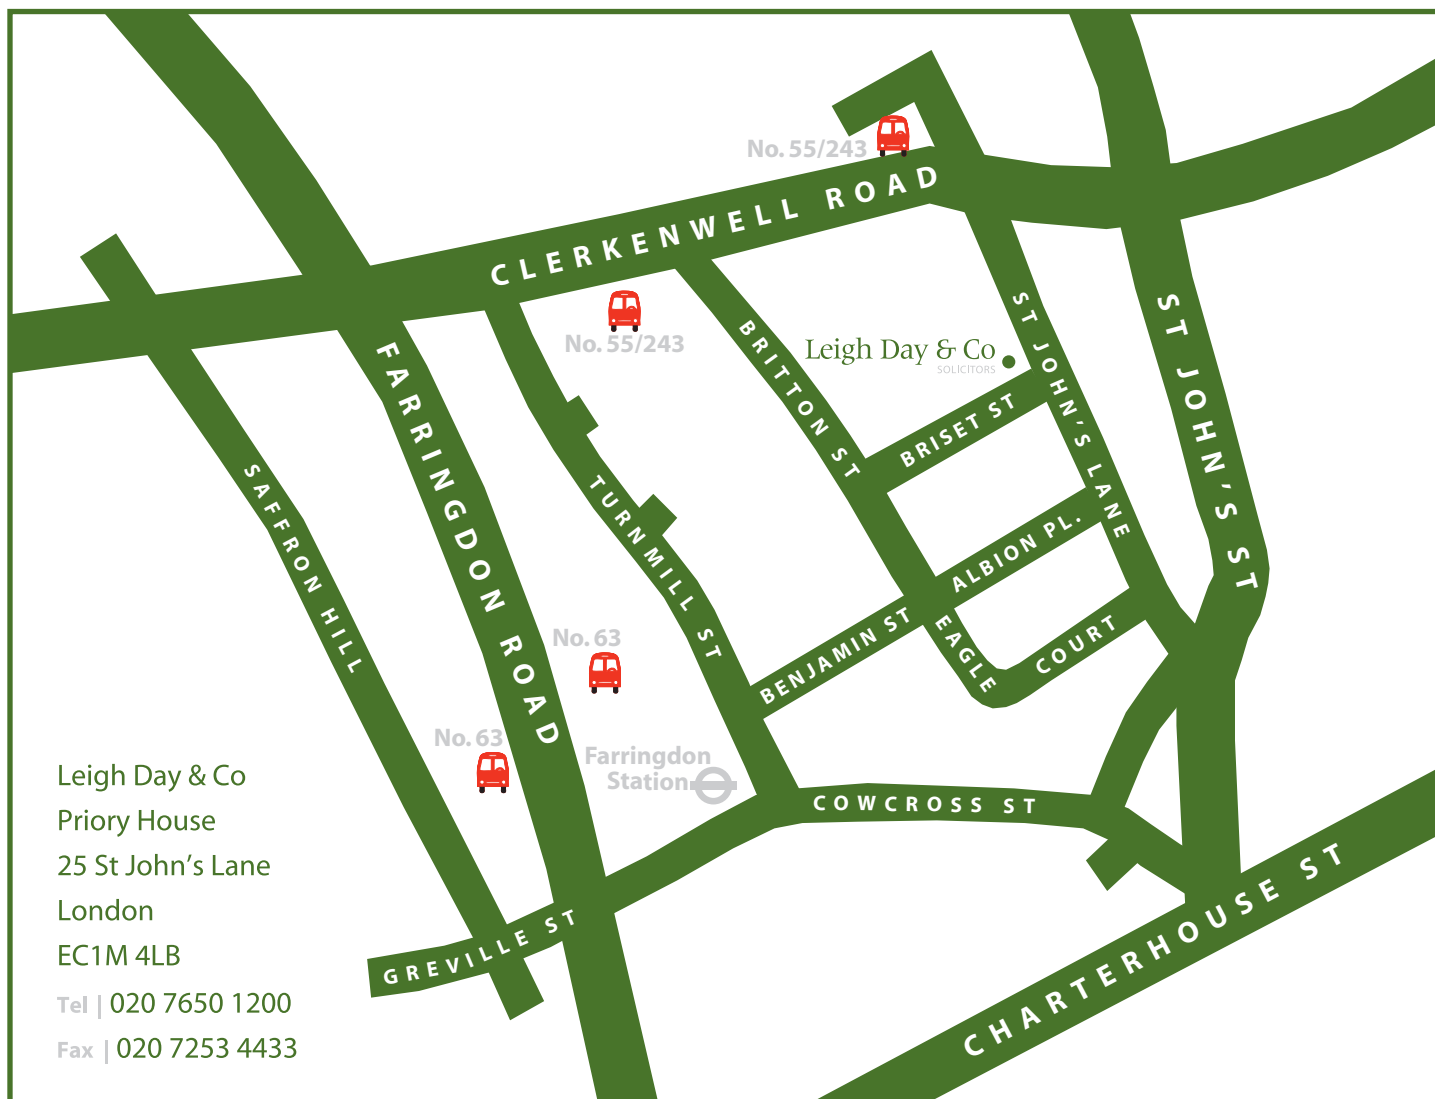 No. 55/243
CLERKENWELL ROAD
No. 55/243
BRITTON ST
Leigh Day & Co
SOLICITORS
ST JOHN'S LANE
ST JOHN'S ST
FARRINGDON ROAD
BRISET ST
SAFFRON HILL
TURNMILL ST
ALBION PL.
BENJAMIN ST
EAGLE COURT
No. 63
No. 63
Farringdon
Station
COWCROSS ST
GREVILLE ST
CHARTERHOUSE ST
Leigh Day & Co
Priory House
25 St John's Lane
London
EC1M 4LB
Tel | 020 7650 1200
Fax | 020 7253 4433